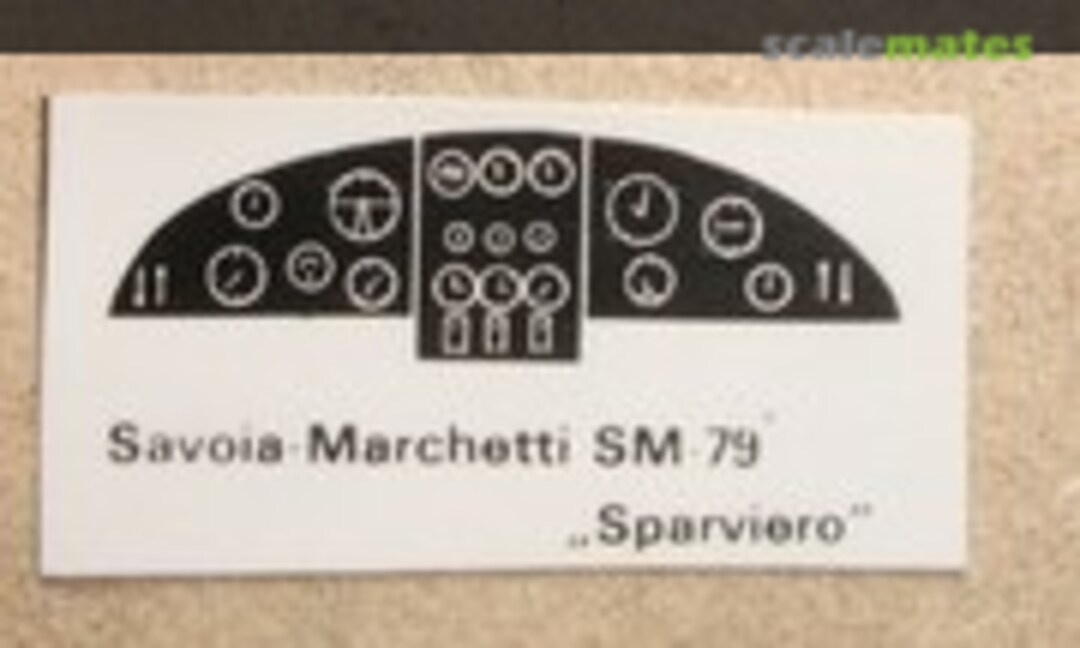 scalemates
Savoia-Marchetti SM-79
„Sparviero"